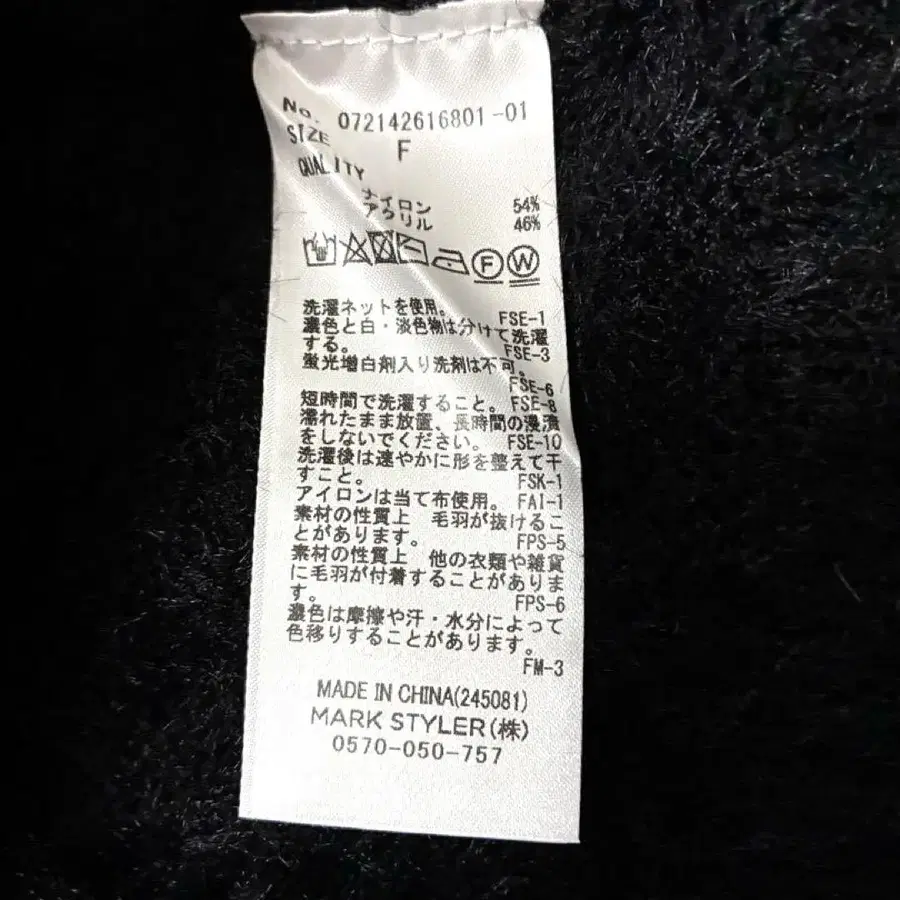 No. 072142616801-01
SIZE F
QUALITY
ナイロン 54%
アクリル 46%
F W
洗濯ネットを使用。 FSE-1
濃色と白・淡色物は分けて洗濯
する。 FSE-3
蛍光増白剤入り洗剤は不可。
FSE-6
短時間で洗濯すること。 FSE-8
濡れたまま放置、長時間の浸漬
をしないでください。 FSE-10
洗濯後は速やかに形を整えて干
すこと。 FSK-1
アイロンは当て布使用。 FAI-1
素材の性質上 毛羽が抜けるこ
とがあります。 FPS-5
素材の性質上 他の衣類や雑貨
に毛羽が付着することがありま
す。 FPS-6
濃色は摩擦や汗・水分によって
色移りすることがあります。
FM-3
MADE IN CHINA(245081)
MARK STYLER(株)
0570-050-757